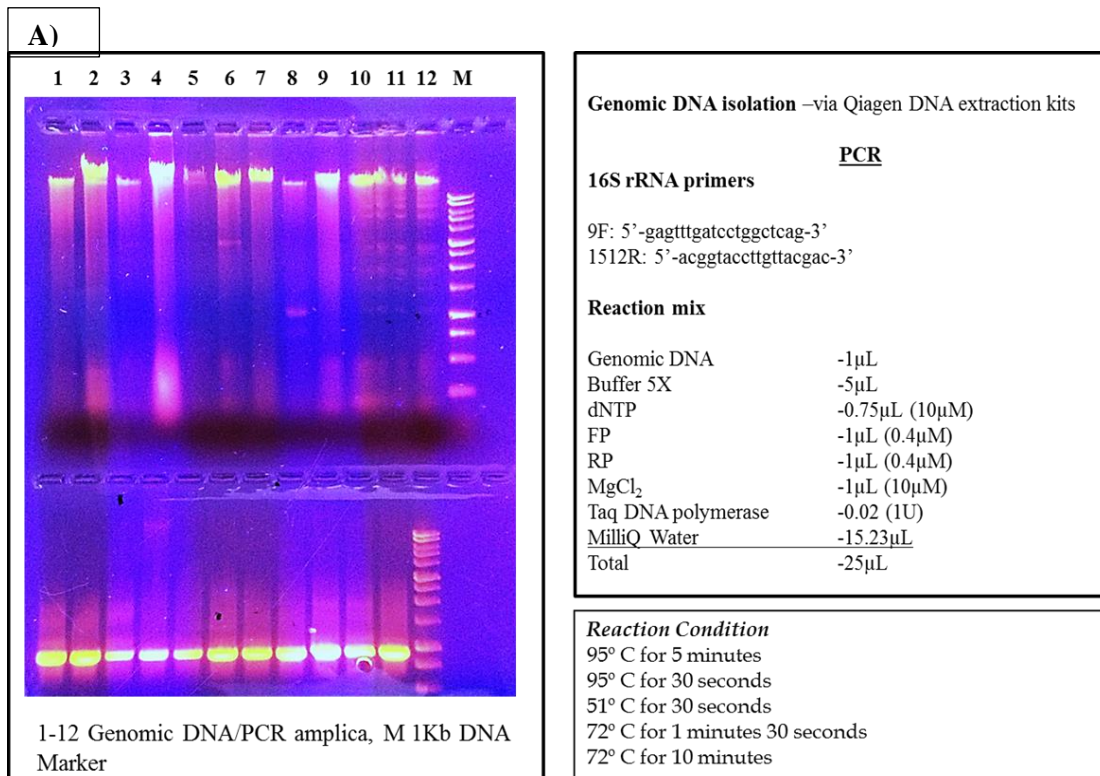 A)
1 2 3 4 5 6 7 8 9 10 11 12 M
1-12 Genomic DNA/PCR amplica, M 1Kb DNA
Marker
Genomic DNA isolation –via Qiagen DNA extraction kits
PCR
16S rRNA primers
9F: 5’-gagtttgatcctggctcag-3’
1512R: 5’-acggtaccttgttacgac-3’
Reaction mix
Genomic DNA -1µL
Buffer 5X -5µL
dNTP -0.75µL (10µM)
FP -1µL (0.4µM)
RP -1µL (0.4µM)
MgCl₂ -1µL (10µM)
Taq DNA polymerase -0.02 (1U)
MilliQ Water -15.23µL
Total -25µL
Reaction Condition
95º C for 5 minutes
95º C for 30 seconds
51º C for 30 seconds
72º C for 1 minutes 30 seconds
72º C for 10 minutes